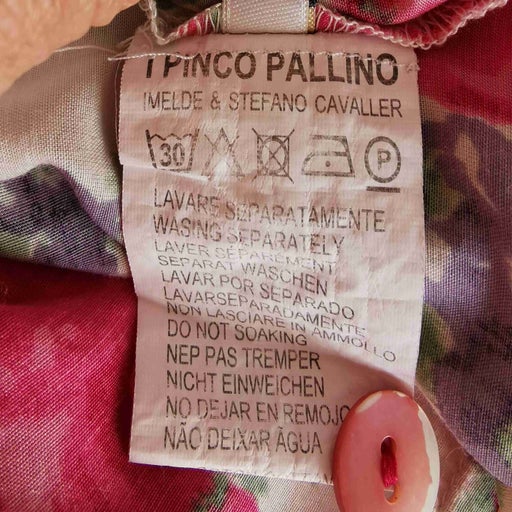 I PINCO PALLINO
IMELDE & STEFANO CAVALLER
30 P
LAVARE SEPARATAMENTE
WASING SEPARATELY
LAVER SEPAREMENT
SEPARAT WASCHEN
LAVAR POR SEPARADO
LAVARSEPARADAMENTE
NON LASCIARE IN AMMOLLO
DO NOT SOAKING
NEP PAS TREMPER
NICHT EINWEICHEN
NO DEJAR EN REMOJO
NÃO DEIXAR ÃGUA